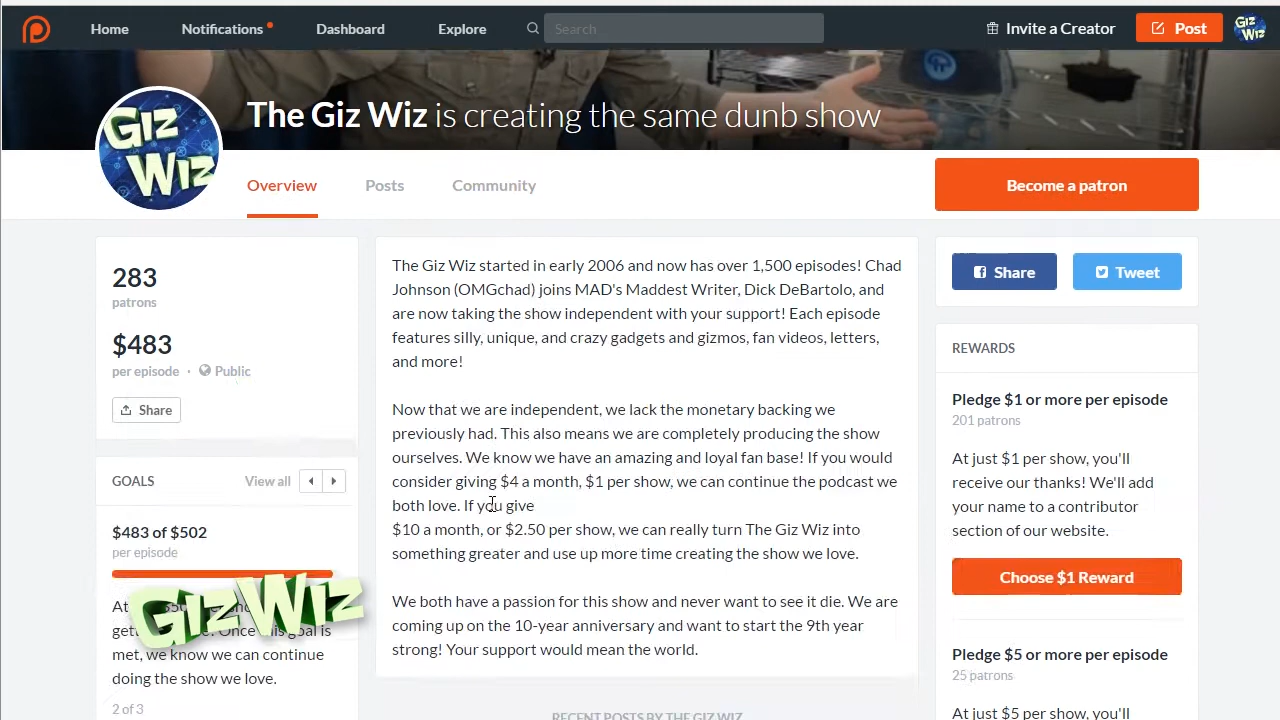 Home
Notifications
Dashboard
Explore
Search...
Invite a Creator
Post
GIZ WIZ
The Giz Wiz is creating the same dunb show
GIZ WIZ
Overview
Posts
Community
Become a patron
283
patrons
$483
per episode · Public
Share
GOALS
View all
$483 of $502
per episode
met, we know we can continue
doing the show we love.
2 of 3
GIZWIZ
The Giz Wiz started in early 2006 and now has over 1,500 episodes! Chad
Johnson (OMGchad) joins MAD's Maddest Writer, Dick DeBartolo, and
are now taking the show independent with your support! Each episode
features silly, unique, and crazy gadgets and gizmos, fan videos, letters,
and more!
Now that we are independent, we lack the monetary backing we
previously had. This also means we are completely producing the show
ourselves. We know we have an amazing and loyal fan base! If you would
consider giving $4 a month, $1 per show, we can continue the podcast we
both love. If you give
$10 a month, or $2.50 per show, we can really turn The Giz Wiz into
something greater and use up more time creating the show we love.
We both have a passion for this show and never want to see it die. We are
coming up on the 10-year anniversary and want to start the 9th year
strong! Your support would mean the world.
RECENT POSTS BY THE GIZ WIZ
Share
Tweet
REWARDS
Pledge $1 or more per episode
201 patrons
At just $1 per show, you'll
receive our thanks! We'll add
your name to a contributor
section of our website.
Choose $1 Reward
Pledge $5 or more per episode
25 patrons
At just $5 per show, you'll